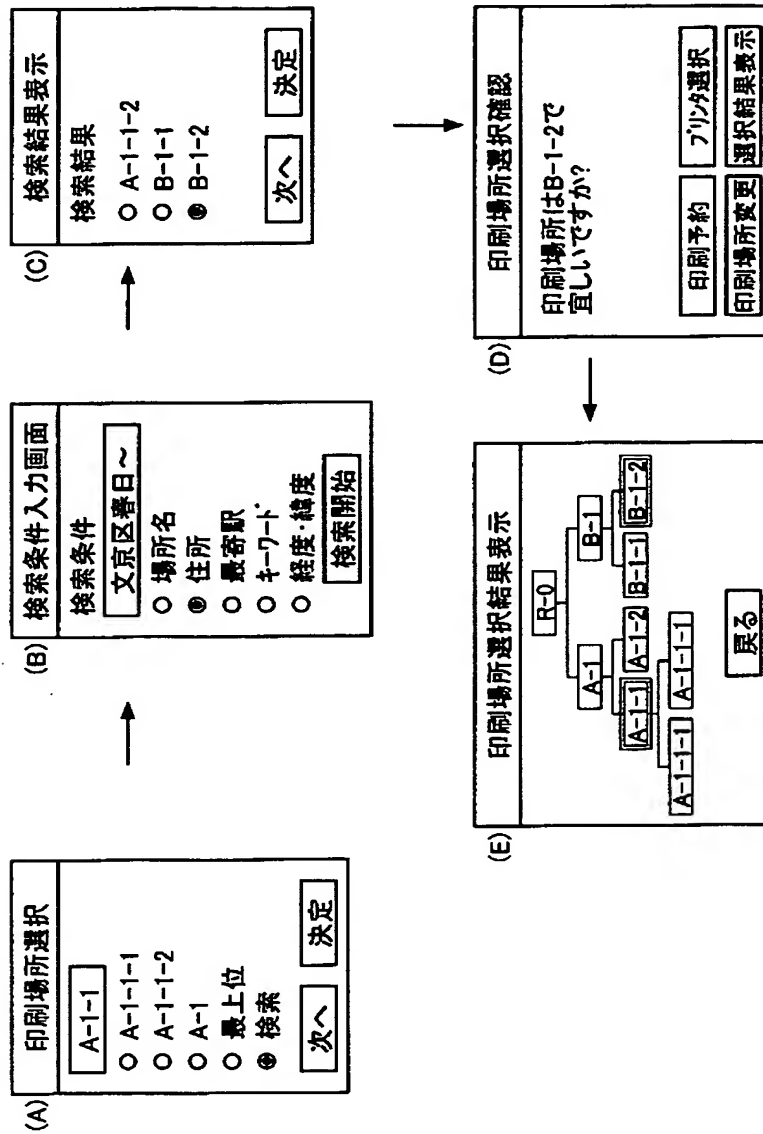 (A)
印刷場所選択
A-1-1
A-1-1-1
A-1-1-2
A-1
最上位
検索
次へ 決定
(B)
検索条件入力画面
検索条件
文京区春日～
場所名
住所
最寄駅
キーワード
経度・緯度
検索開始
(C)
検索結果表示
検索結果
A-1-1-2
B-1-1
B-1-2
次へ 決定
(D)
印刷場所選択確認
印刷場所はB-1-2で
宜しいですか?
印刷予約 プリンタ選択
印刷場所変更 選択結果表示
(E)
印刷場所選択結果表示
R-0
A-1 B-1
A-1-1 A-1-2 B-1-1 B-1-2
A-1-1-1 A-1-1-1
戻る